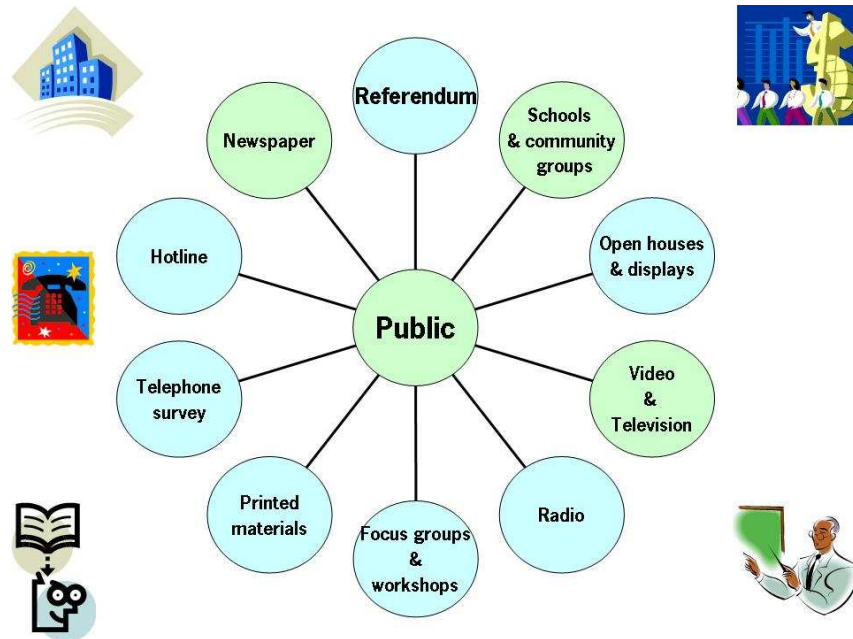 Referendum
Schools
& community
groups
Newspaper
Open houses
& displays
Hotline
Public
Video
&
Television
Telephone
survey
Printed
materials
Radio
Focus groups
&
workshops